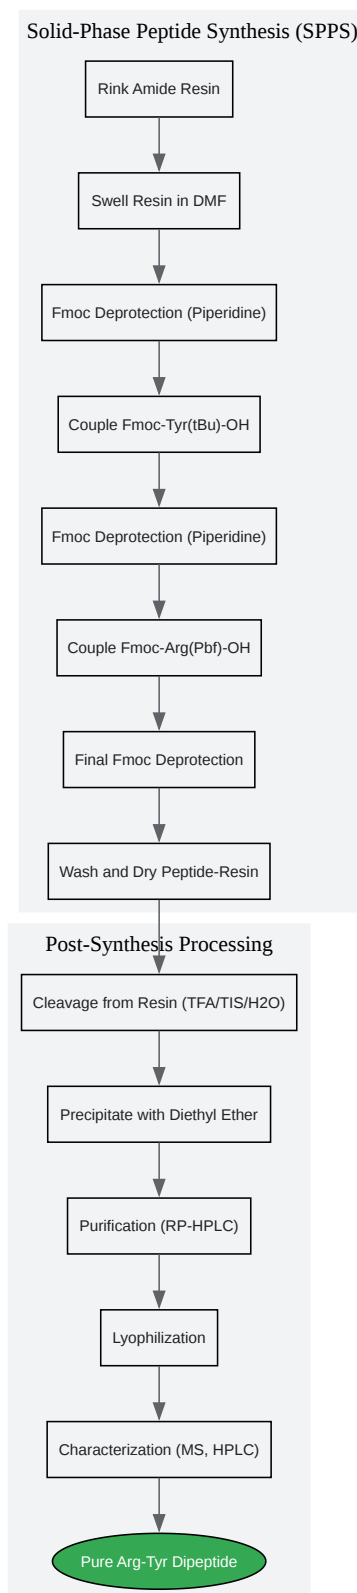 Solid-Phase Peptide Synthesis (SPPS)
Rink Amide Resin
Swell Resin in DMF
Fmoc Deprotection (Piperidine)
Couple Fmoc-Tyr(tBu)-OH
Fmoc Deprotection (Piperidine)
Couple Fmoc-Arg(Pbf)-OH
Final Fmoc Deprotection
Wash and Dry Peptide-Resin
Post-Synthesis Processing
Cleavage from Resin (TFA/TIS/H2O)
Precipitate with Diethyl Ether
Purification (RP-HPLC)
Lyophilization
Characterization (MS, HPLC)
Pure Arg-Tyr Dipeptide